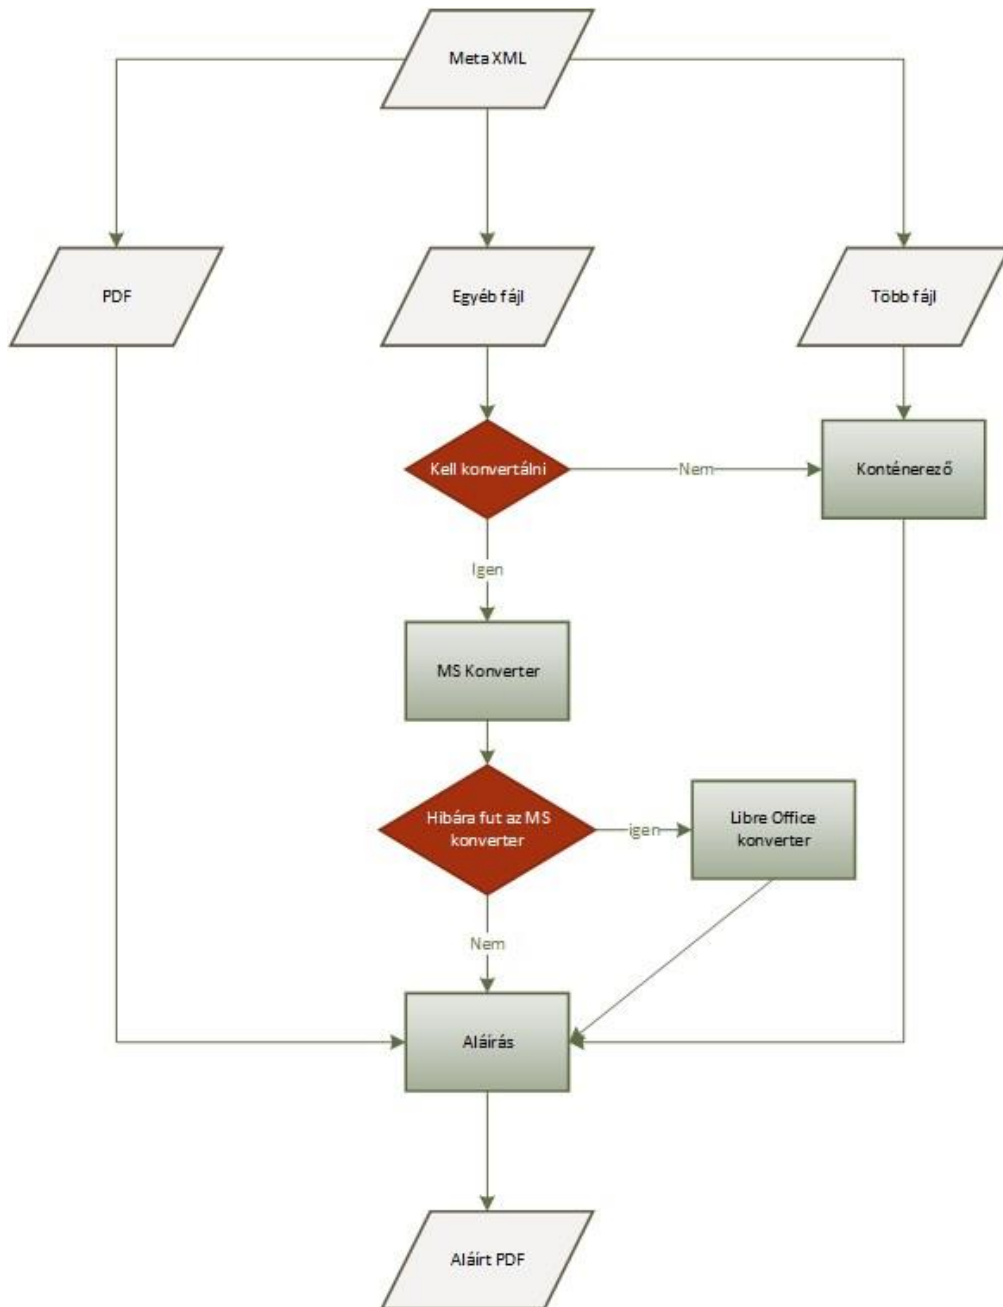 Meta XML
PDF
Egyéb fájl
Több fájl
Kell konvertálni
Nem
Konténerező
Igen
MS Konverter
Hibára fut az MS
konverter
igen
Libre Office
konverter
Nem
Aláírás
Aláírt PDF